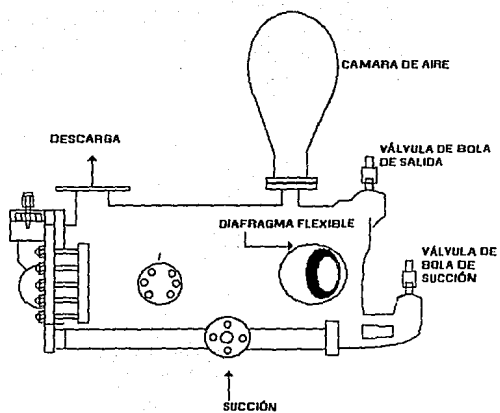 CAMARA DE AIRE
DESCARGA
VÁLVULA DE BOLA
DE SALIDA
DIAFRAGMA FLEXIBLE
VÁLVULA DE
BOLA DE
SUCCIÓN
SUCCIÓN